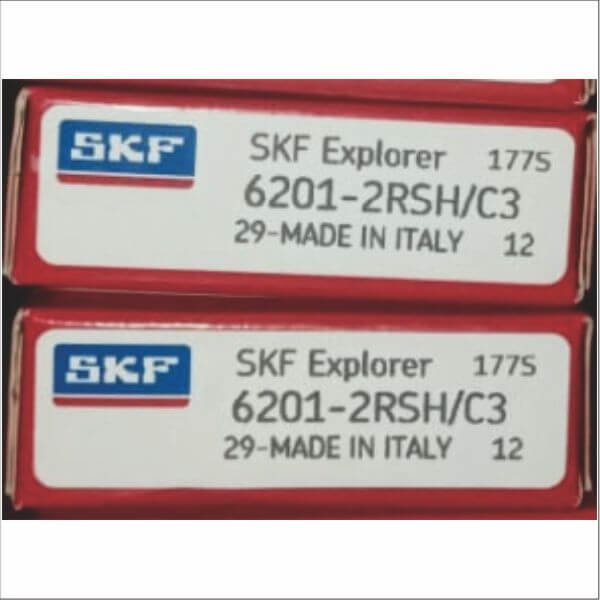 SKF
SKF Explorer 177S
6201-2RSH/C3
29-MADE IN ITALY 12
SKF
SKF Explorer 177S
6201-2RSH/C3
29-MADE IN ITALY 12